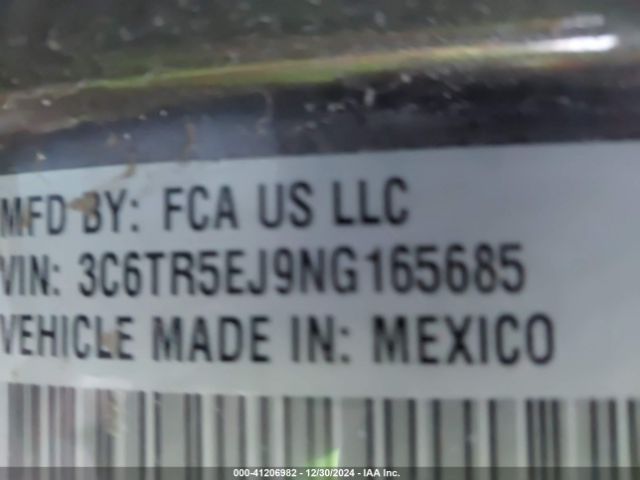 MFD BY: FCA US LLC
VIN: 3C6TR5EJ9NG165685
VEHICLE MADE IN: MEXICO
000-41206982 - 12/30/2024 - IAA Inc.